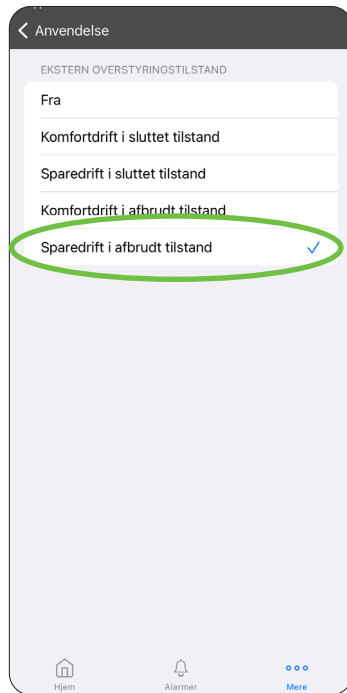 Anvendelse
EKSTERN OVERSTYRINGSTILSTAND
Fra
Komfortdrift i sluttet tilstand
Sparedrift i sluttet tilstand
Komfortdrift i afbrudt tilstand
Sparedrift i afbrudt tilstand
Hjem
Alarmer
Mere